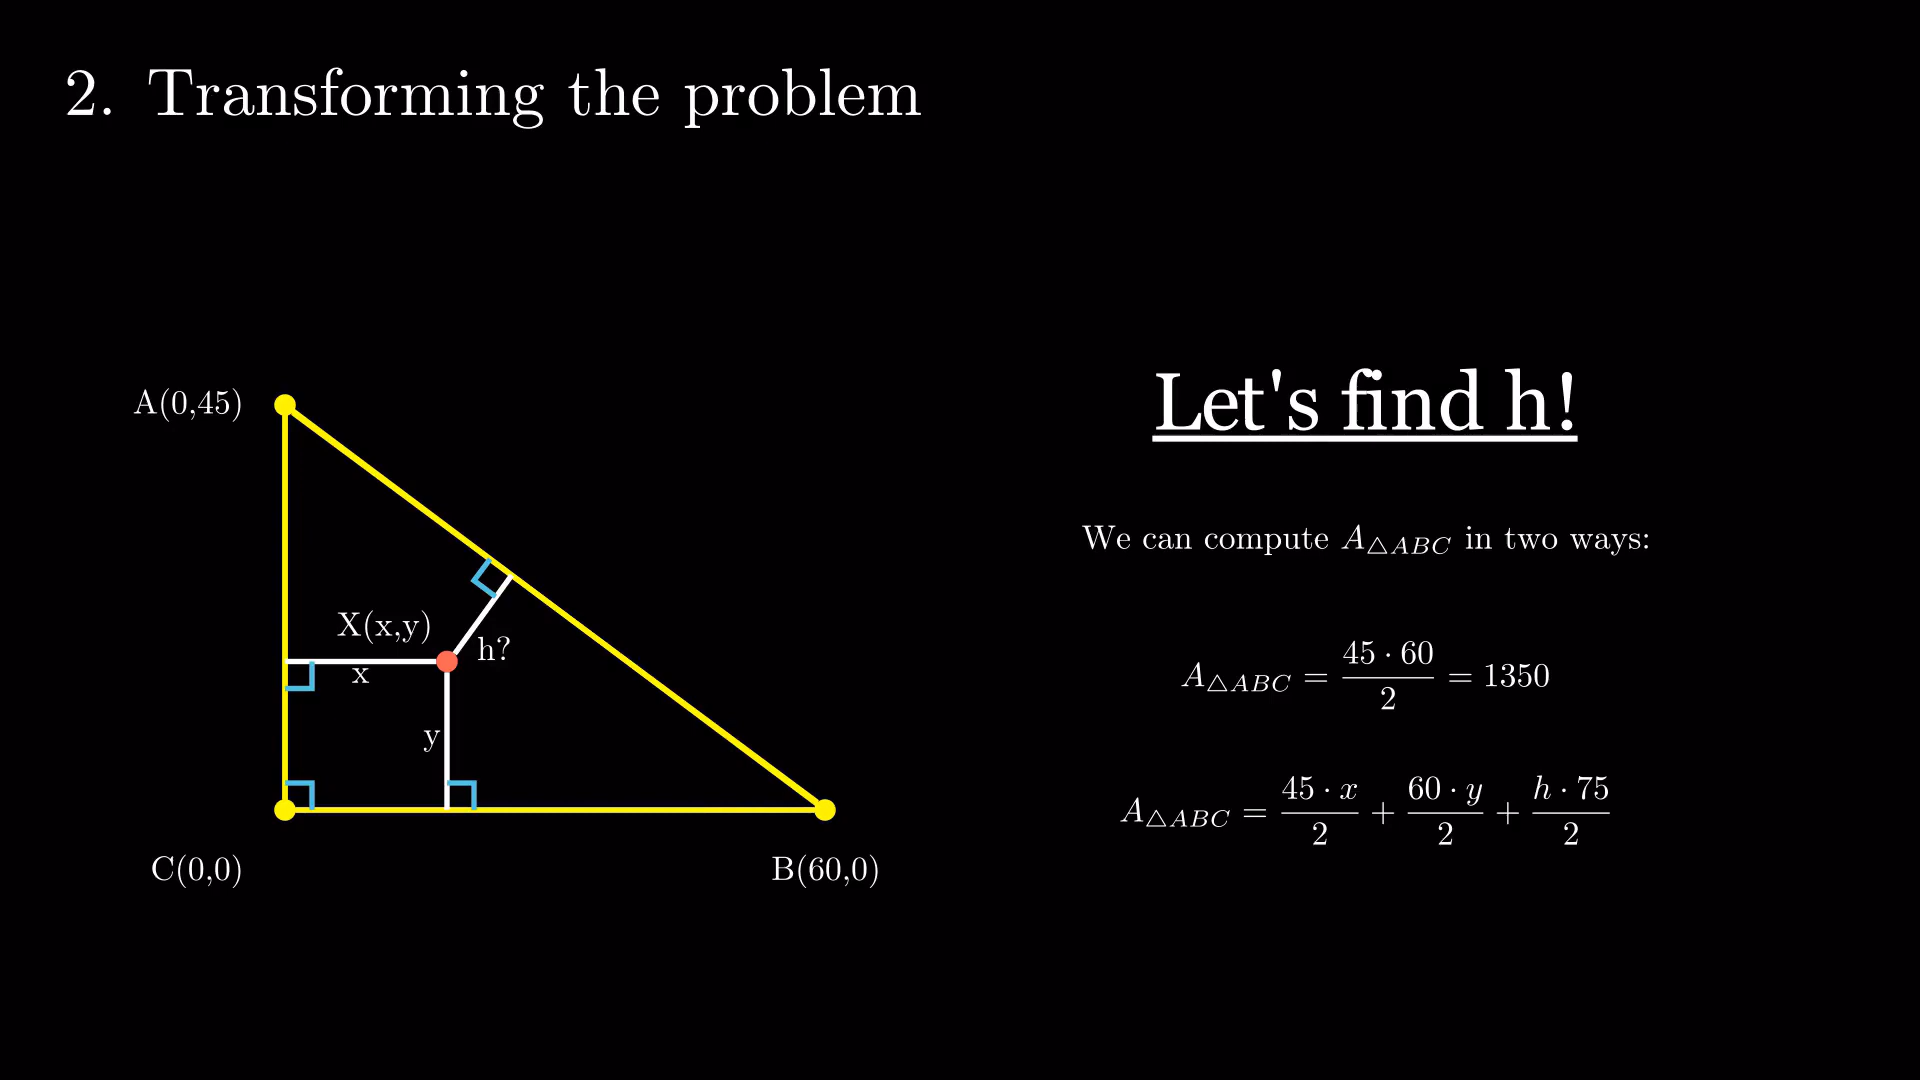 2. Transforming the problem
Let's find h!
A(0,45)
We can compute A△ABC in two ways:
X(x,y)
h?
x
y
A△ABC = 45 · 60 / 2 = 1350
A△ABC = 45 · x / 2 + 60 · y / 2 + h · 75 / 2
C(0,0)
B(60,0)